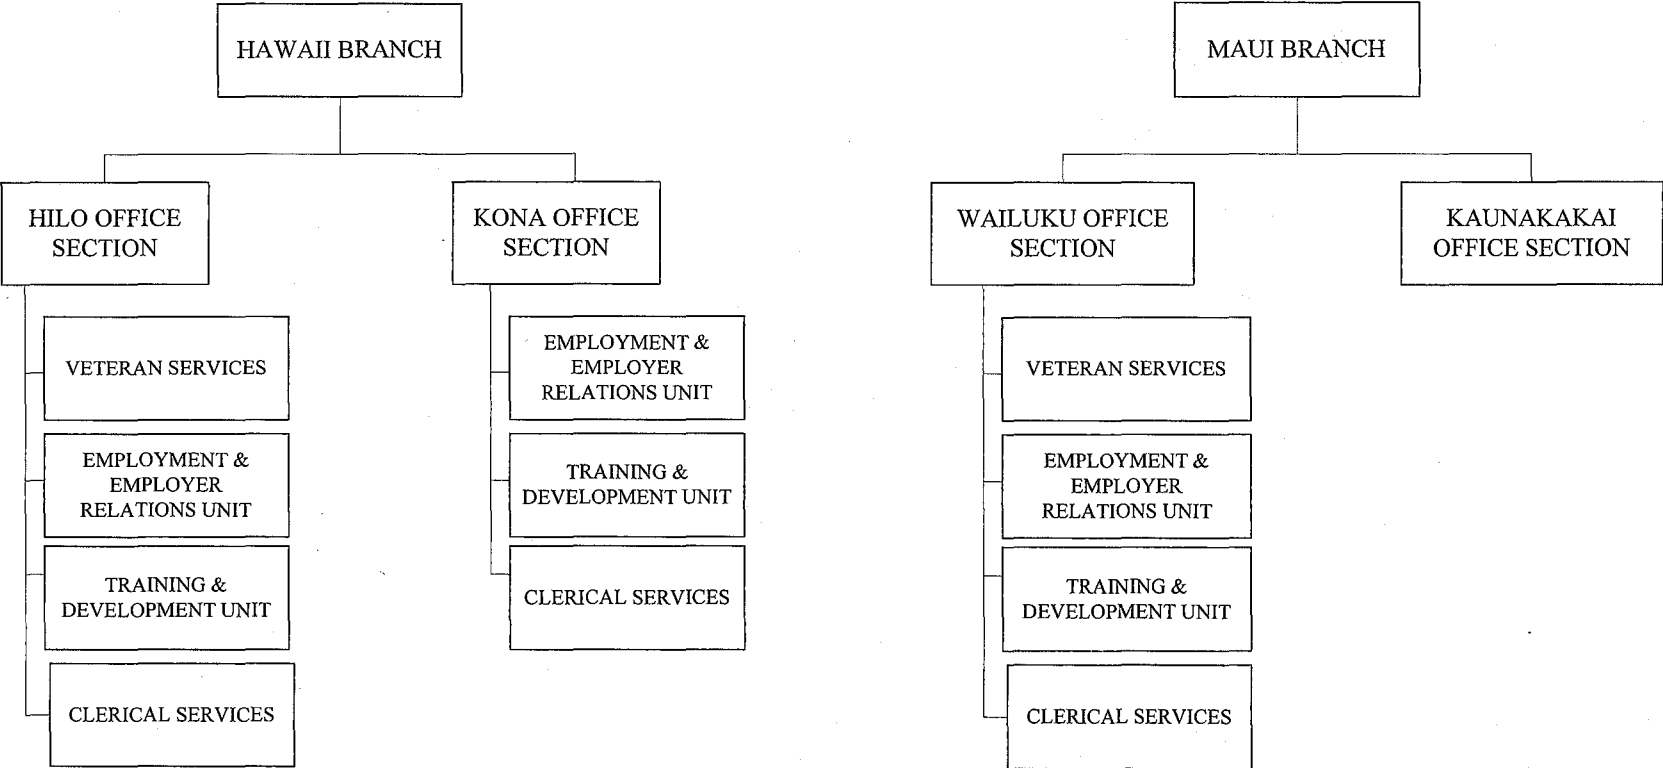 HAWAII BRANCH
HILO OFFICE
SECTION
VETERAN SERVICES
EMPLOYMENT &
EMPLOYER
RELATIONS UNIT
TRAINING &
DEVELOPMENT UNIT
CLERICAL SERVICES
KONA OFFICE
SECTION
EMPLOYMENT &
EMPLOYER
RELATIONS UNIT
TRAINING &
DEVELOPMENT UNIT
CLERICAL SERVICES
MAUI BRANCH
WAILUKU OFFICE
SECTION
VETERAN SERVICES
EMPLOYMENT &
EMPLOYER
RELATIONS UNIT
TRAINING &
DEVELOPMENT UNIT
CLERICAL SERVICES
KAUNAKAKAI
OFFICE SECTION